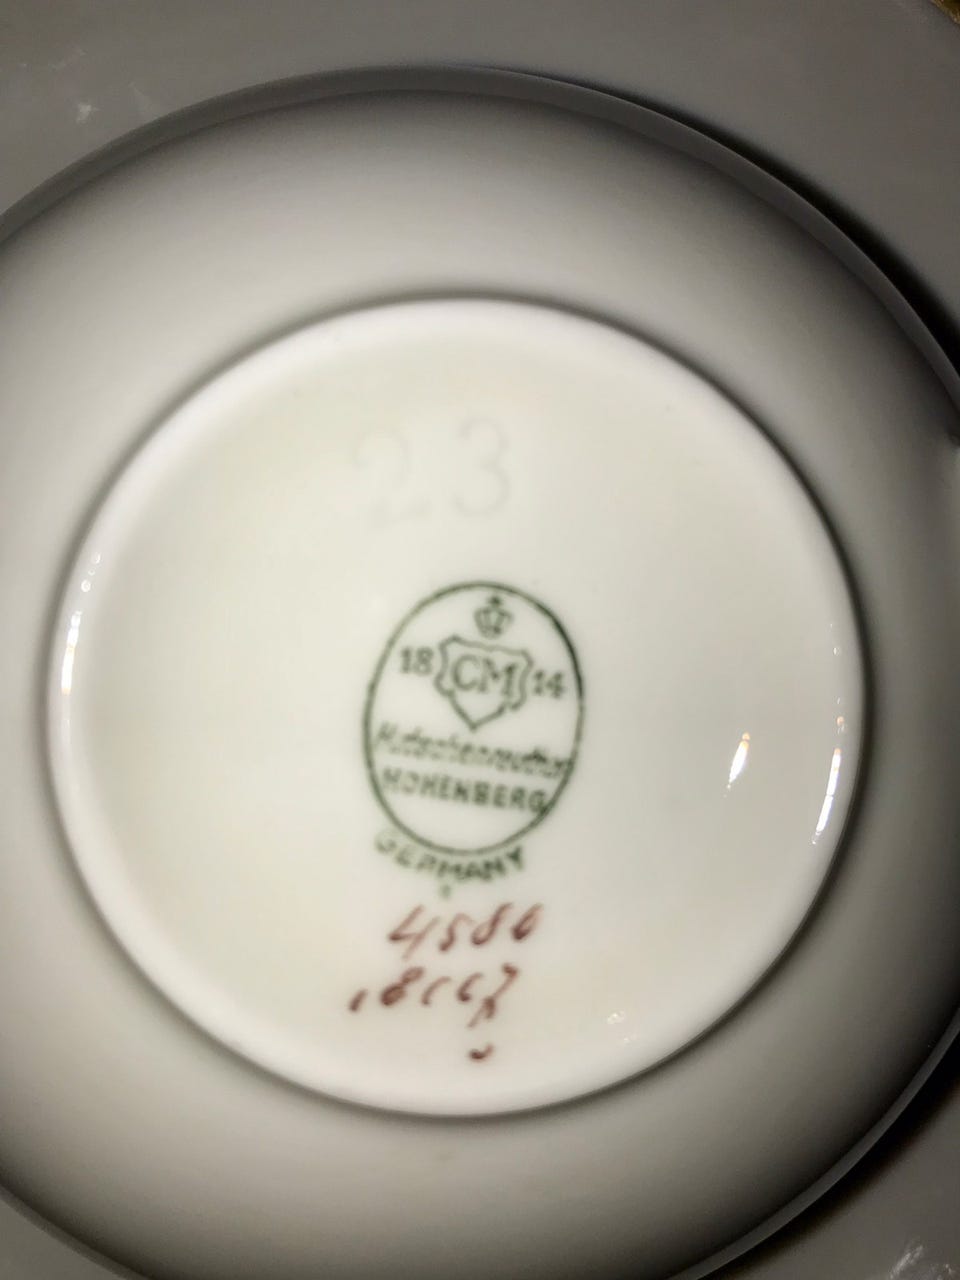 23
18 CM 14
Hutschenreuther
HOHENBERG
GERMANY
4586